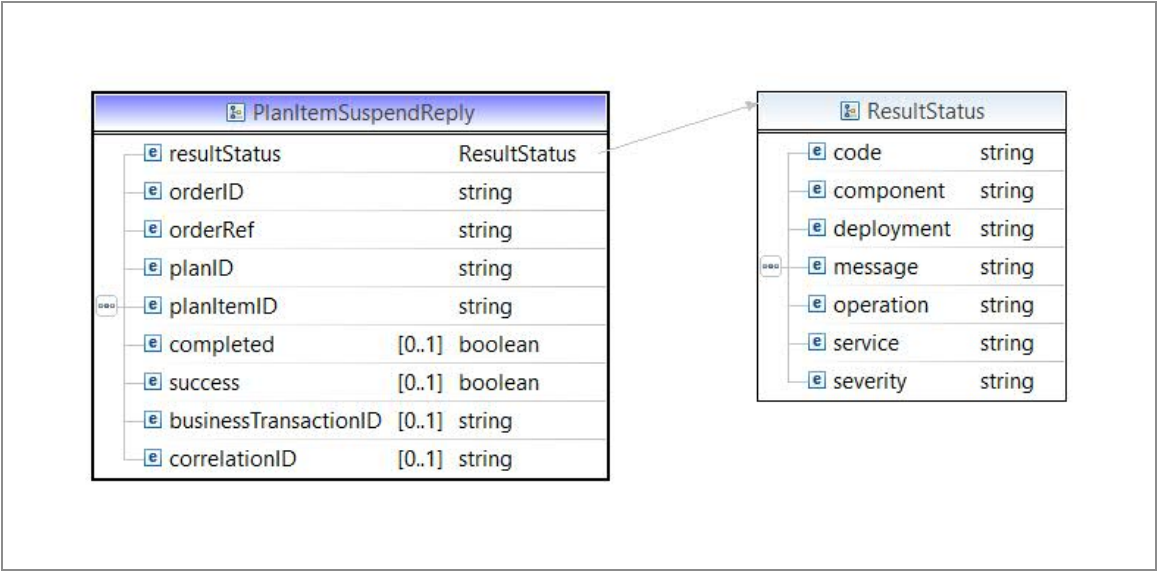 PlanItemSuspendReply
e resultStatus ResultStatus
e orderID string
e orderRef string
e planID string
e planItemID string
e completed [0..1] boolean
e success [0..1] boolean
e businessTransactionID [0..1] string
e correlationID [0..1] string
ResultStatus
e code string
e component string
e deployment string
e message string
e operation string
e service string
e severity string